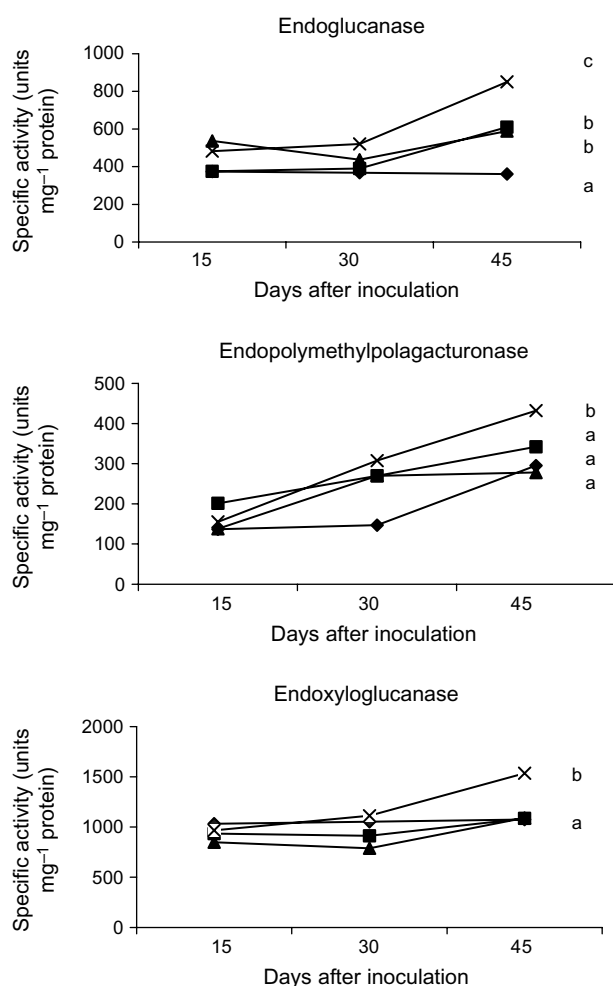 Endoglucanase
Specific activity (units
mg⁻¹ protein)
1000
800
600
400
200
0
c
b
b
a
15 30 45
Days after inoculation
Endopolymethylpolagacturonase
Specific activity (units
mg⁻¹ protein)
500
400
300
200
100
0
b
a
a
a
15 30 45
Days after inoculation
Endoxyloglucanase
Specific activity (units
mg⁻¹ protein)
2000
1500
1000
500
0
b
a
15 30 45
Days after inoculation